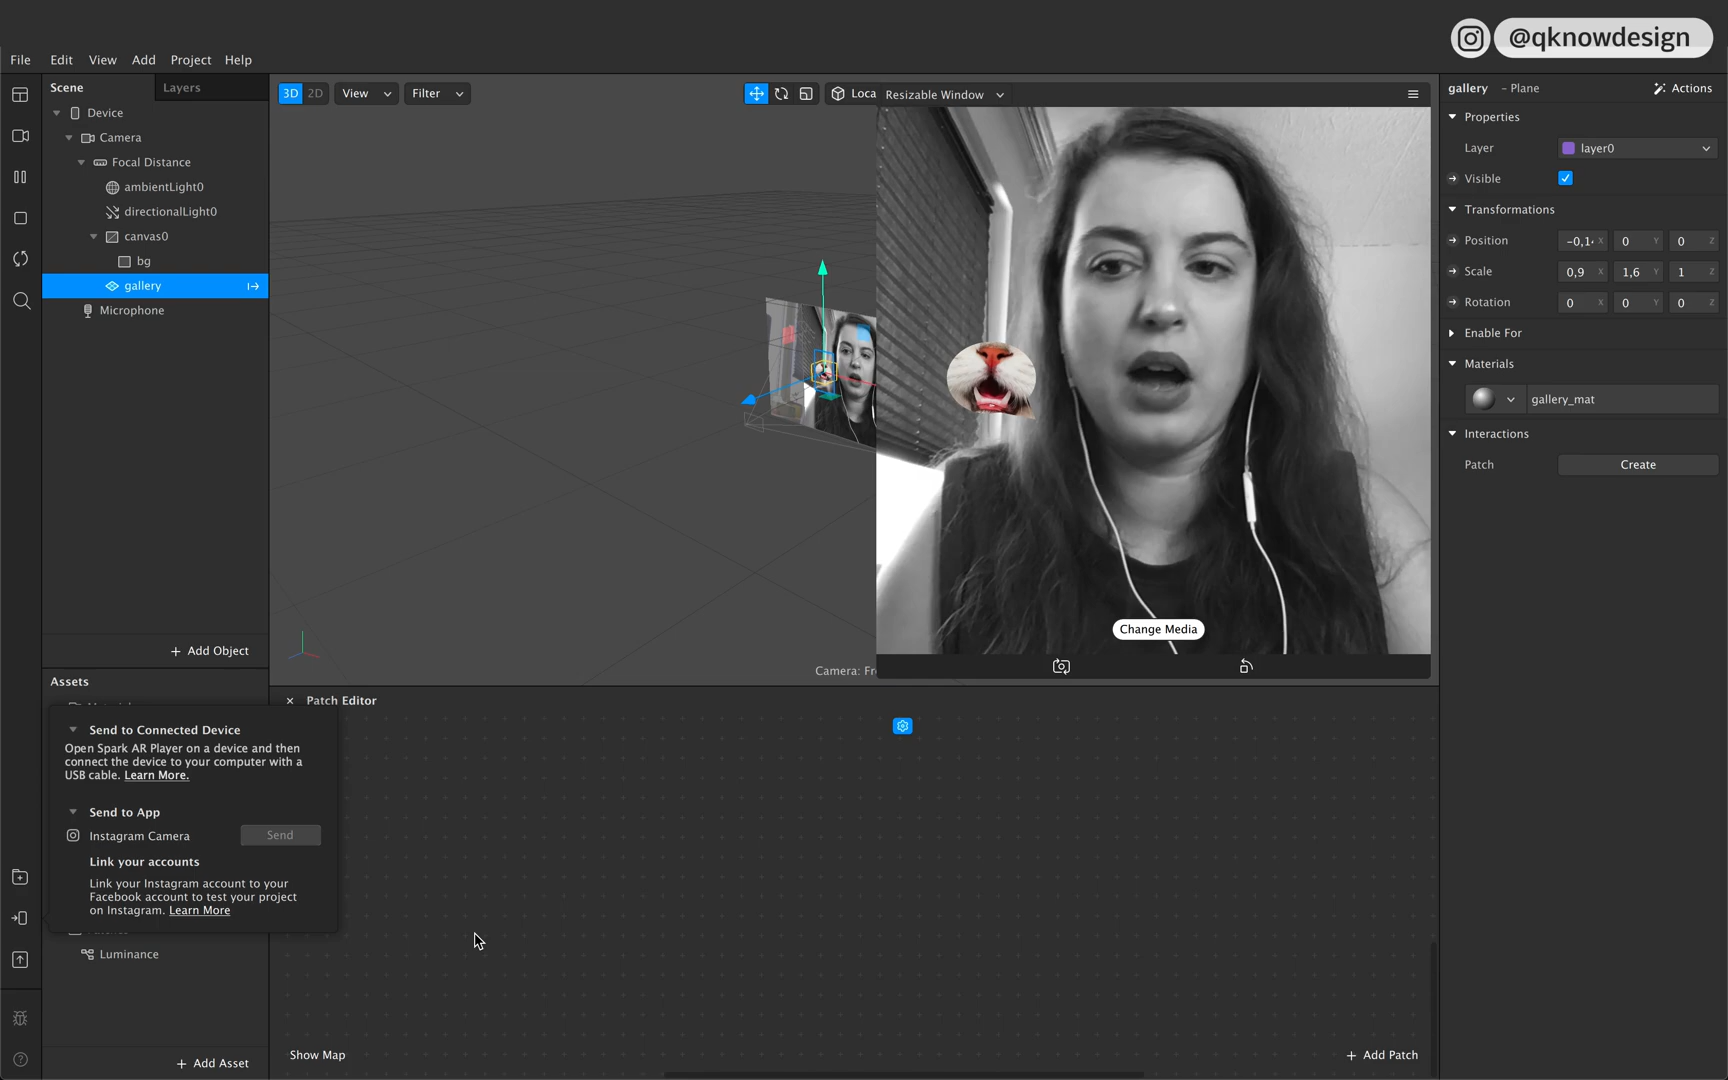 @qknowdesign
File Edit View Add Project Help
Scene Layers
Device
Camera
Focal Distance
ambientLight0
directionalLight0
canvas0
bg
gallery
Microphone
+ Add Object
3D 2D View Filter
Loca
Resizable Window
Change Media
Camera: Fr
gallery - Plane Actions
Properties
Layer layer0
Visible
Transformations
Position -0,1 X 0 Y 0 Z
Scale 0,9 X 1,6 Y 1 Z
Rotation 0 X 0 Y 0 Z
Enable For
Materials
gallery_mat
Interactions
Patch Create
Assets
Send to Connected Device
Open Spark AR Player on a device and then
connect the device to your computer with a
USB cable. Learn More.
Send to App
Instagram Camera Send
Link your accounts
Link your Instagram account to your
Facebook account to test your project
on Instagram. Learn More
Luminance
+ Add Asset
Patch Editor
Show Map
+ Add Patch